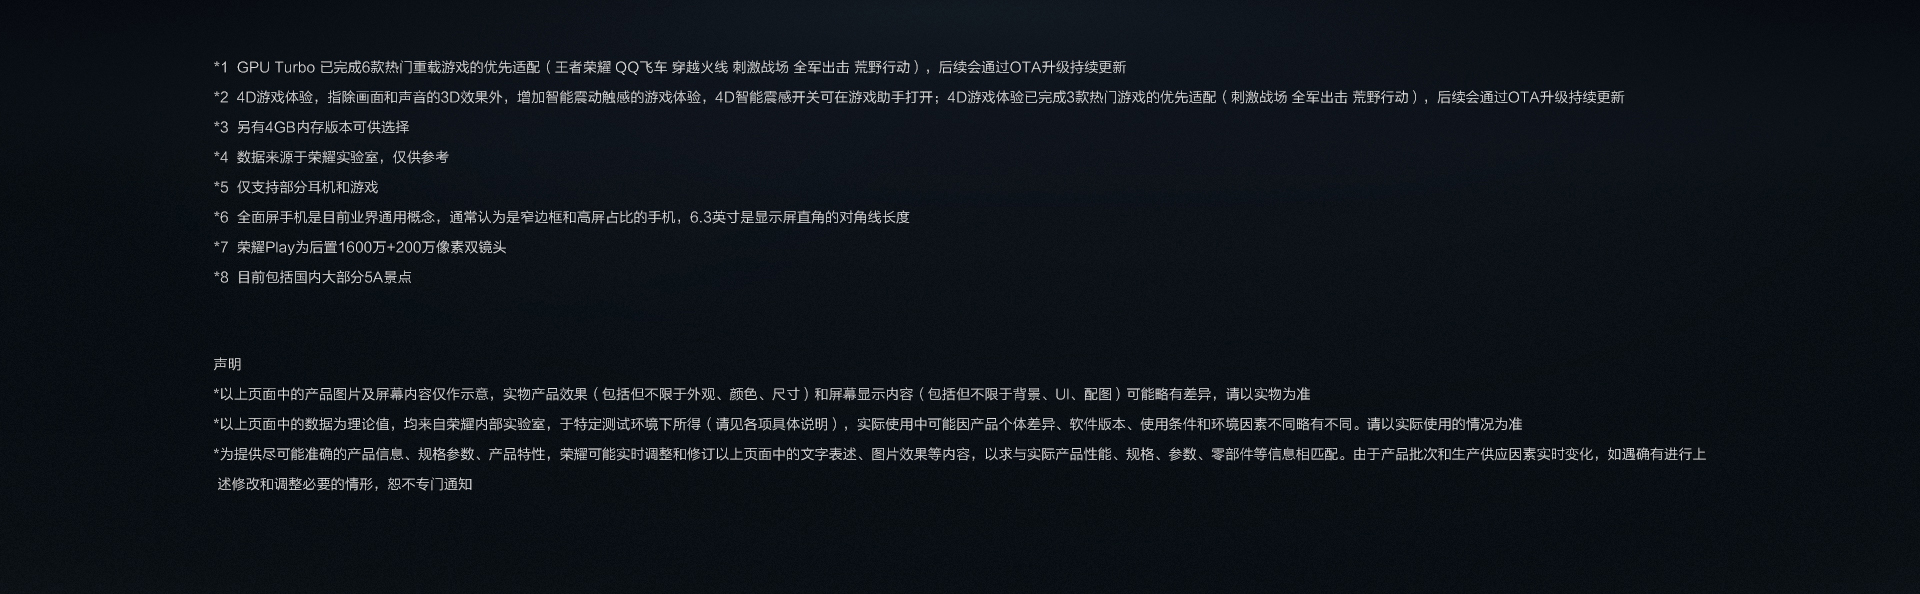 *1 GPU Turbo 已完成6款热门重载游戏的优先适配（王者荣耀 QQ飞车 穿越火线 刺激战场 全军出击 荒野行动），后续会通过OTA升级持续更新
*2 4D游戏体验，指除画面和声音的3D效果外，增加智能震动触感的游戏体验，4D智能震感开关可在游戏助手打开；4D游戏体验已完成3款热门游戏的优先适配（刺激战场 全军出击 荒野行动），后续会通过OTA升级持续更新
*3 另有4GB内存版本可供选择
*4 数据来源于荣耀实验室，仅供参考
*5 仅支持部分耳机和游戏
*6 全面屏手机是目前业界通用概念，通常认为是窄边框和高屏占比的手机，6.3英寸是显示屏直角的对角线长度
*7 荣耀Play为后置1600万+200万像素双镜头
*8 目前包括国内大部分5A景点
声明
*以上页面中的产品图片及屏幕内容仅作示意，实物产品效果（包括但不限于外观、颜色、尺寸）和屏幕显示内容（包括但不限于背景、UI、配图）可能略有差异，请以实物为准
*以上页面中的数据为理论值，均来自荣耀内部实验室，于特定测试环境下所得（请见各项具体说明），实际使用中可能因产品个体差异、软件版本、使用条件和环境因素不同略有不同。请以实际使用的情况为准
*为提供尽可能准确的产品信息、规格参数、产品特性，荣耀可能实时调整和修订以上页面中的文字表述、图片效果等内容，以求与实际产品性能、规格、参数、零部件等信息相匹配。由于产品批次和生产供应因素实时变化，如遇确有进行上
述修改和调整必要的情形，恕不专门通知